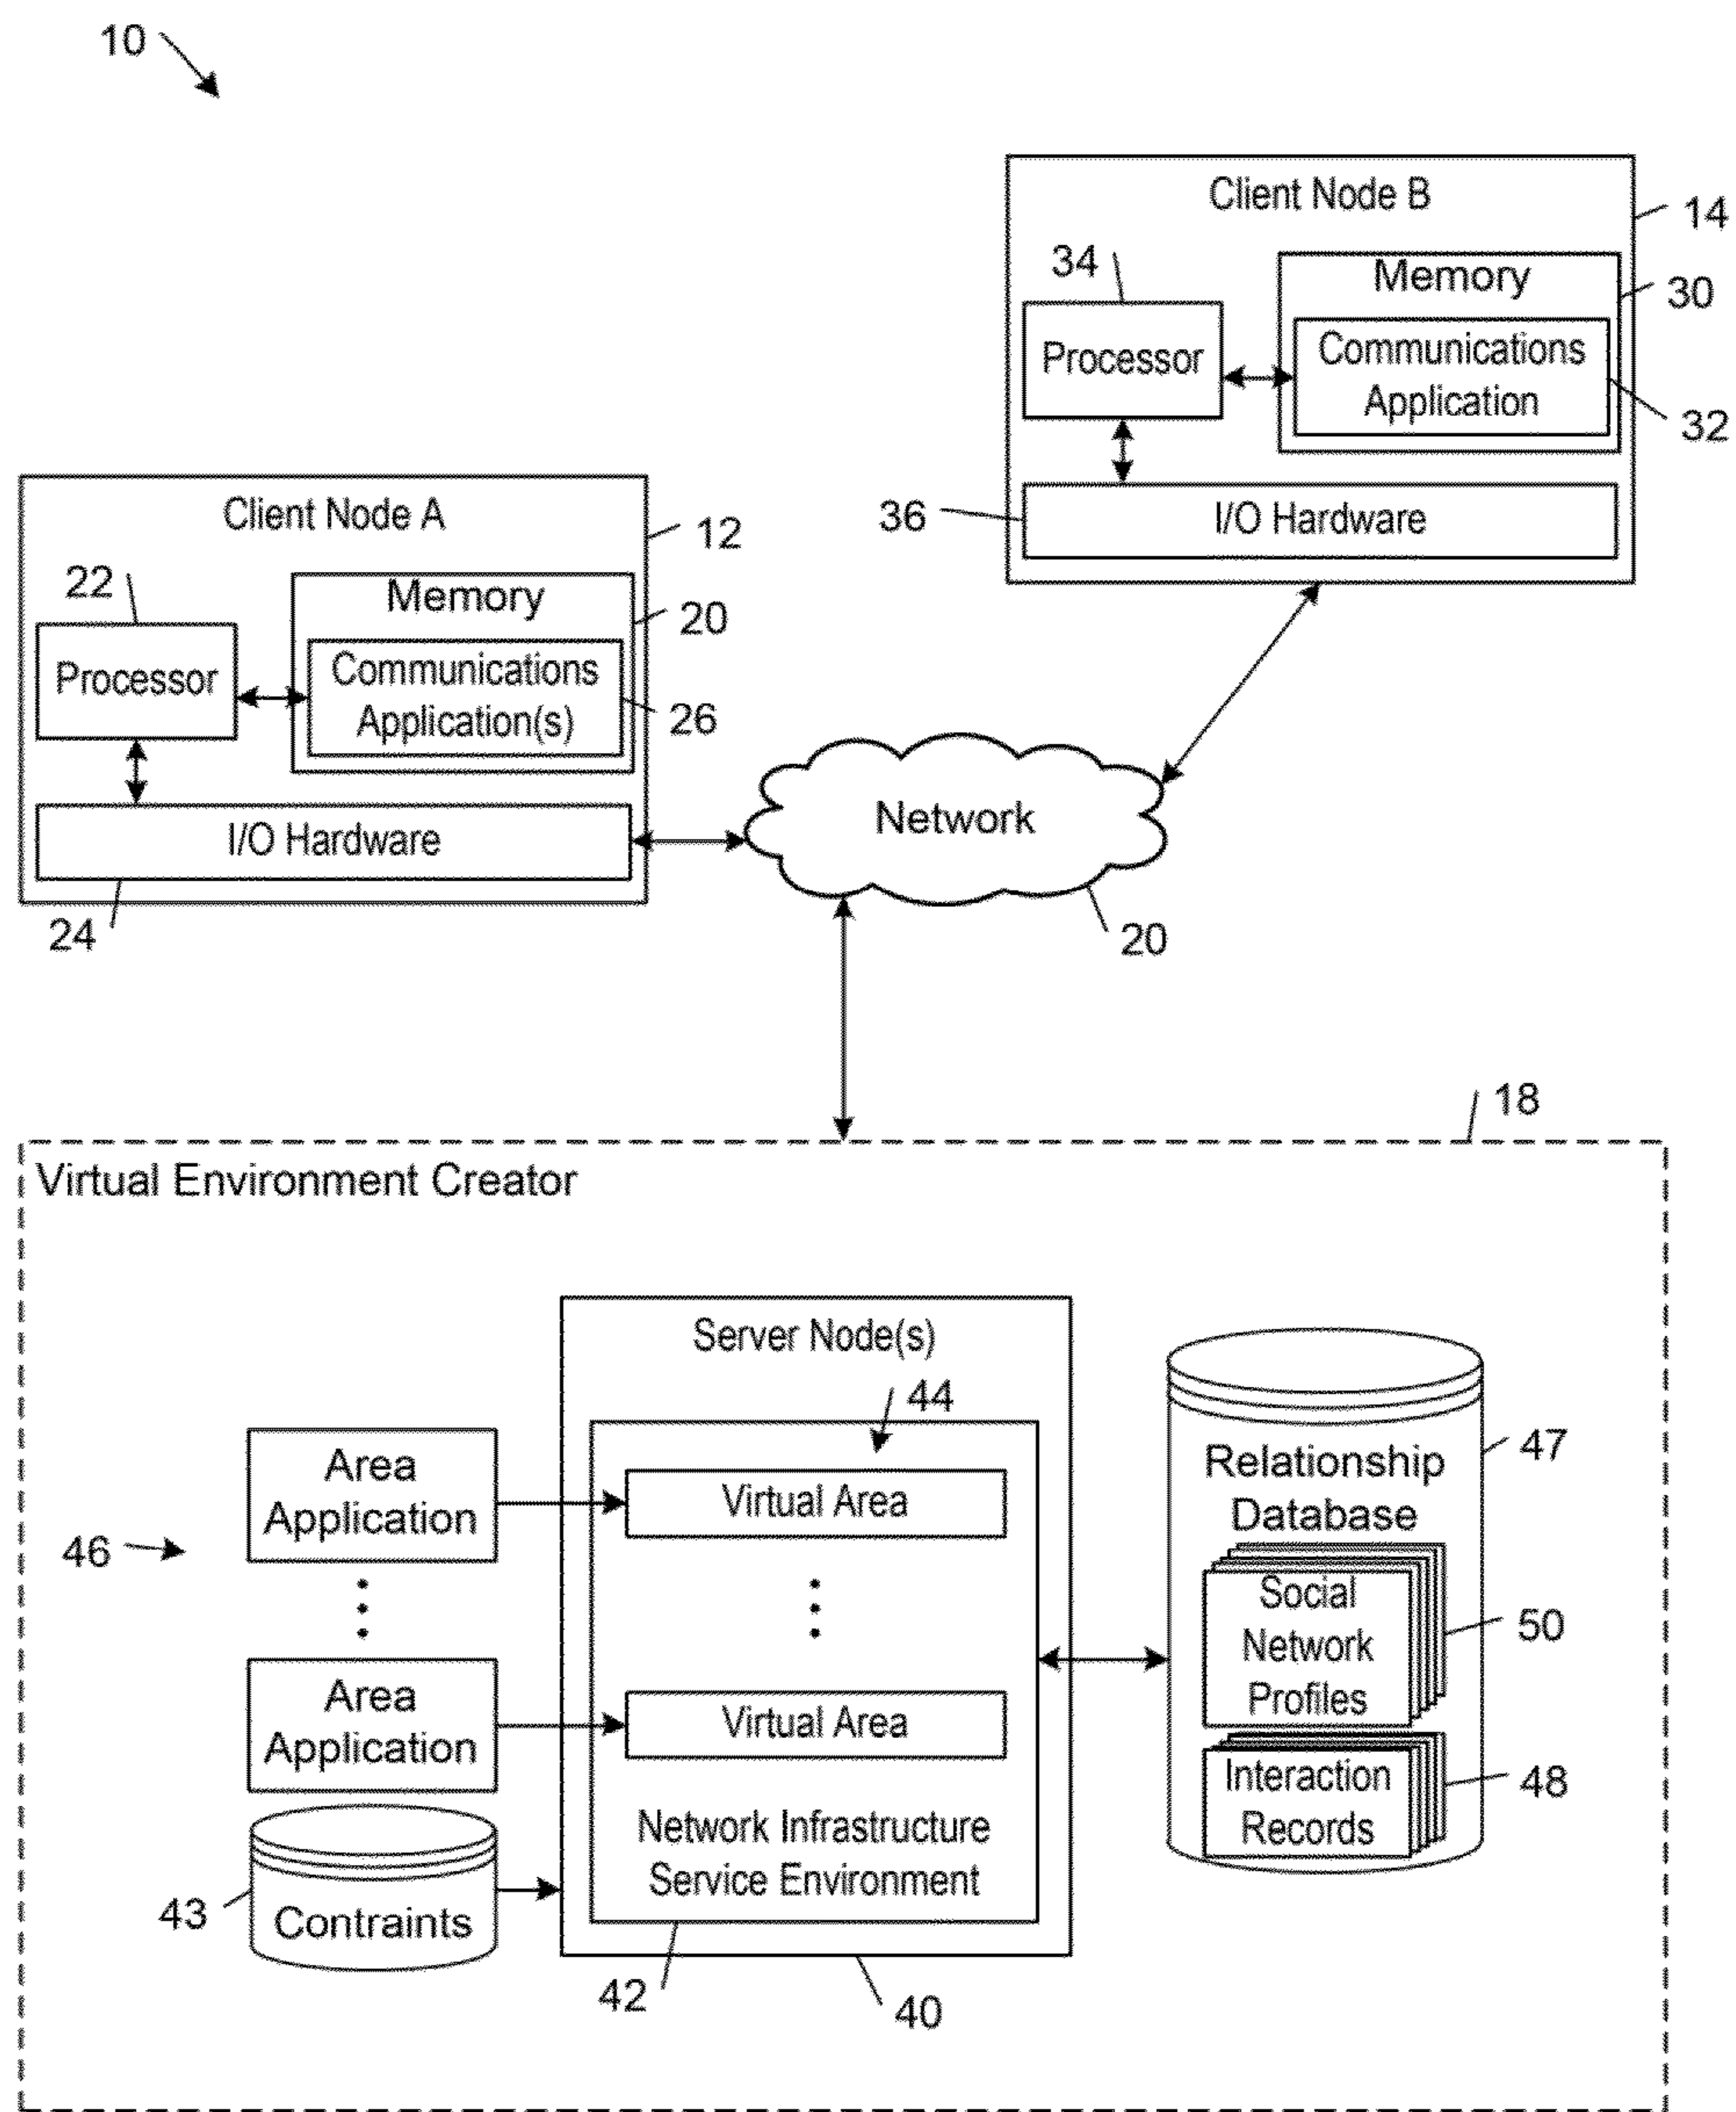 10
Client Node B
14
34
Memory
30
Processor
Communications
Application
32
36
I/O Hardware
Client Node A
12
22
Memory
20
Processor
Communications
Application(s)
26
I/O Hardware
24
Network
20
18
Virtual Environment Creator
Server Node(s)
44
Area
Application
Virtual Area
46
Area
Application
Virtual Area
Network Infrastructure
Service Environment
43
Contraints
42
40
Relationship
Database
47
Social
Network
Profiles
50
Interaction
Records
48